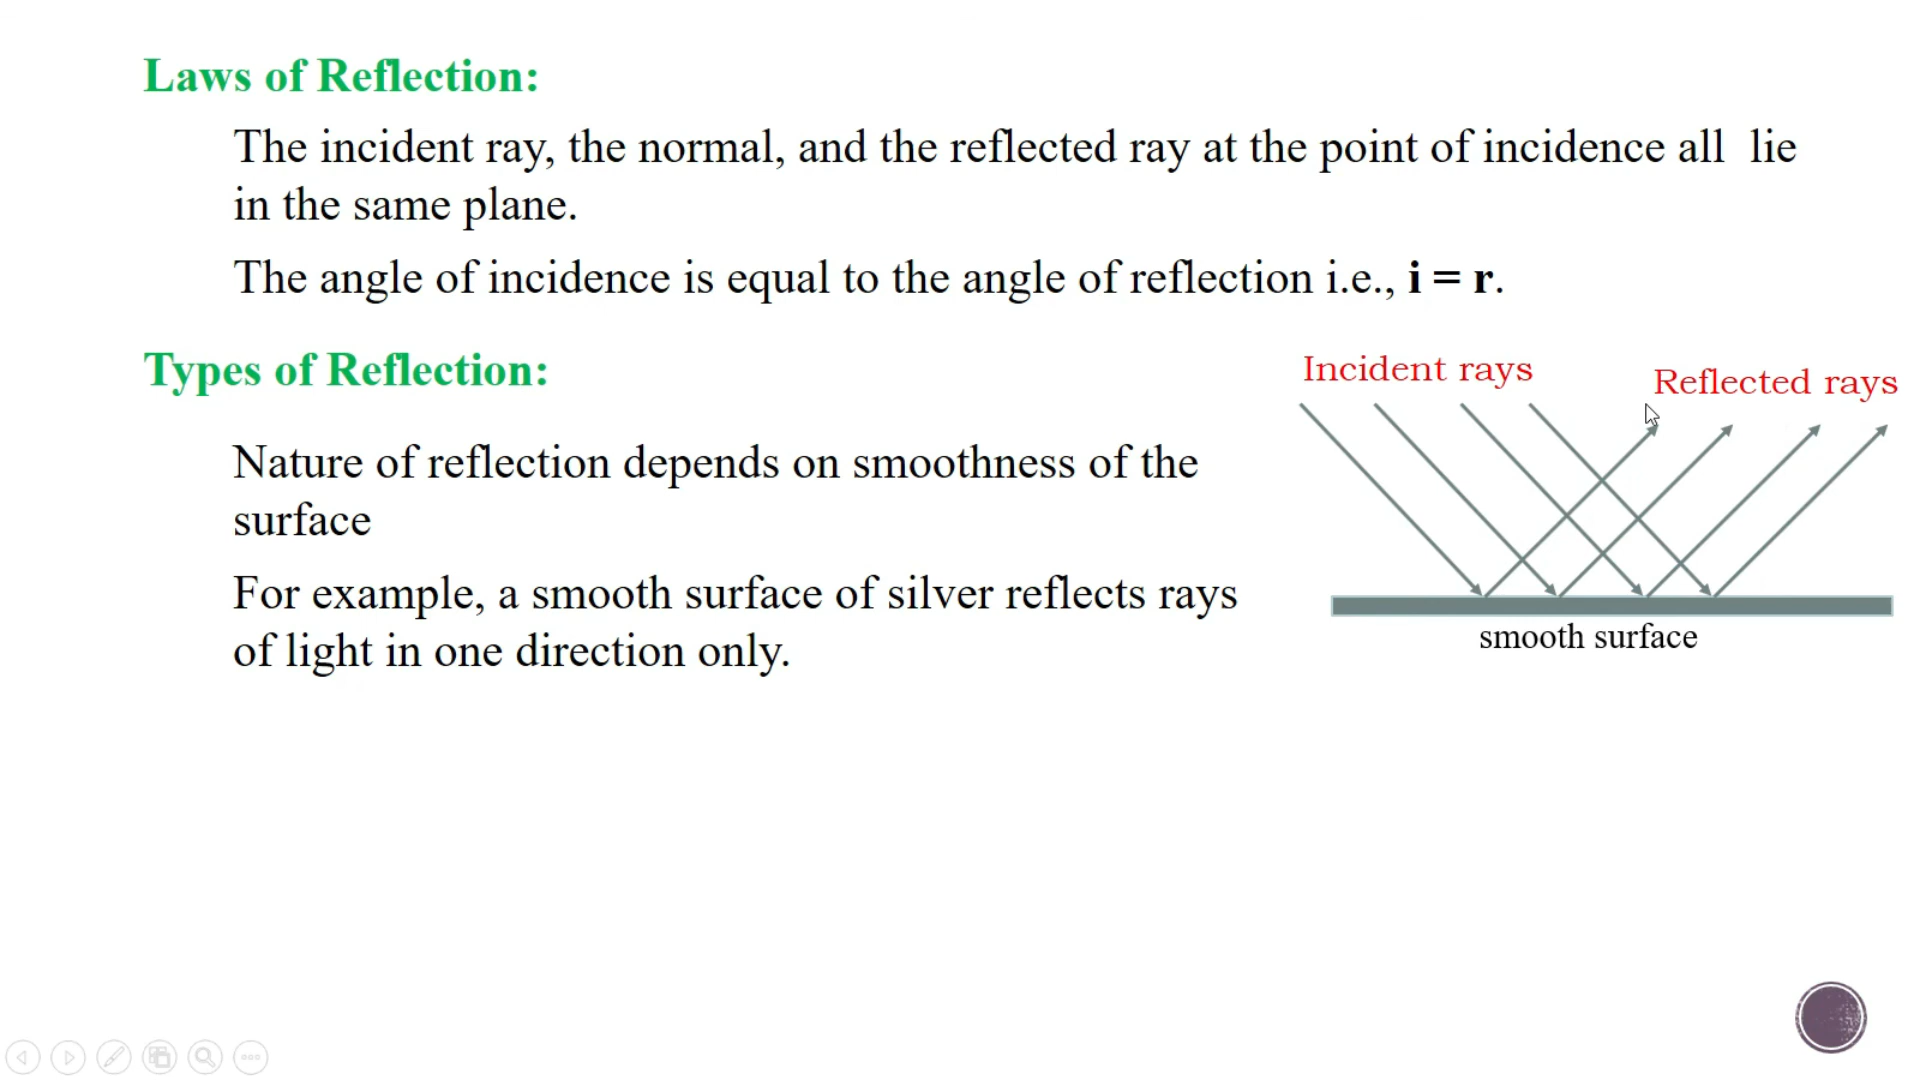 Laws of Reflection:
The incident ray, the normal, and the reflected ray at the point of incidence all  lie
in the same plane.
The angle of incidence is equal to the angle of reflection i.e., i = r.
Types of Reflection:
Incident rays
Reflected rays
Nature of reflection depends on smoothness of the
surface
For example, a smooth surface of silver reflects rays
of light in one direction only.
smooth surface